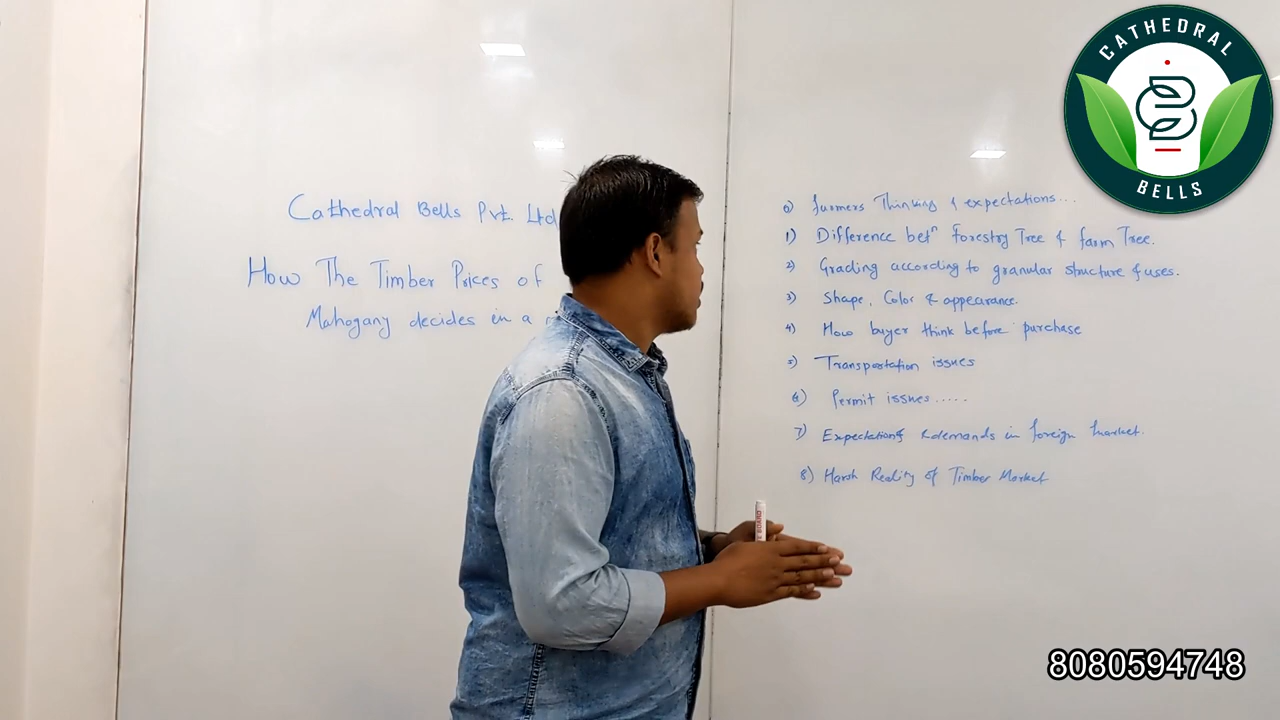 Cathedral Bells Pvt. Ltd
How The Timber Prices of
Mahogany decides in a
0) farmers Thinking & expectations...
1) Difference betⁿ forestry Tree & farm Tree.
2) Grading according to granular structure & uses.
3) Shape, Color & appearance.
4) How buyer think before purchase
5) Transportation issues
6) Permit issues.....
7) Expectations & demands in foreign market.
8) Harsh Reality of Timber Market
CATHEDRAL
BELLS
BOARD
8080594748